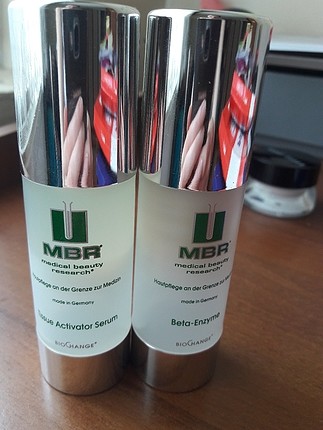 MBR®
medical beauty
research®
Hautpflege an der Grenze zur Medizin
made in Germany
Tissue Activator Serum
BIOCHANGE®
MBR®
medical beauty
research®
Hautpflege an der Grenze zur Medizin
made in Germany
Beta-Enzyme
BIOCHANGE®